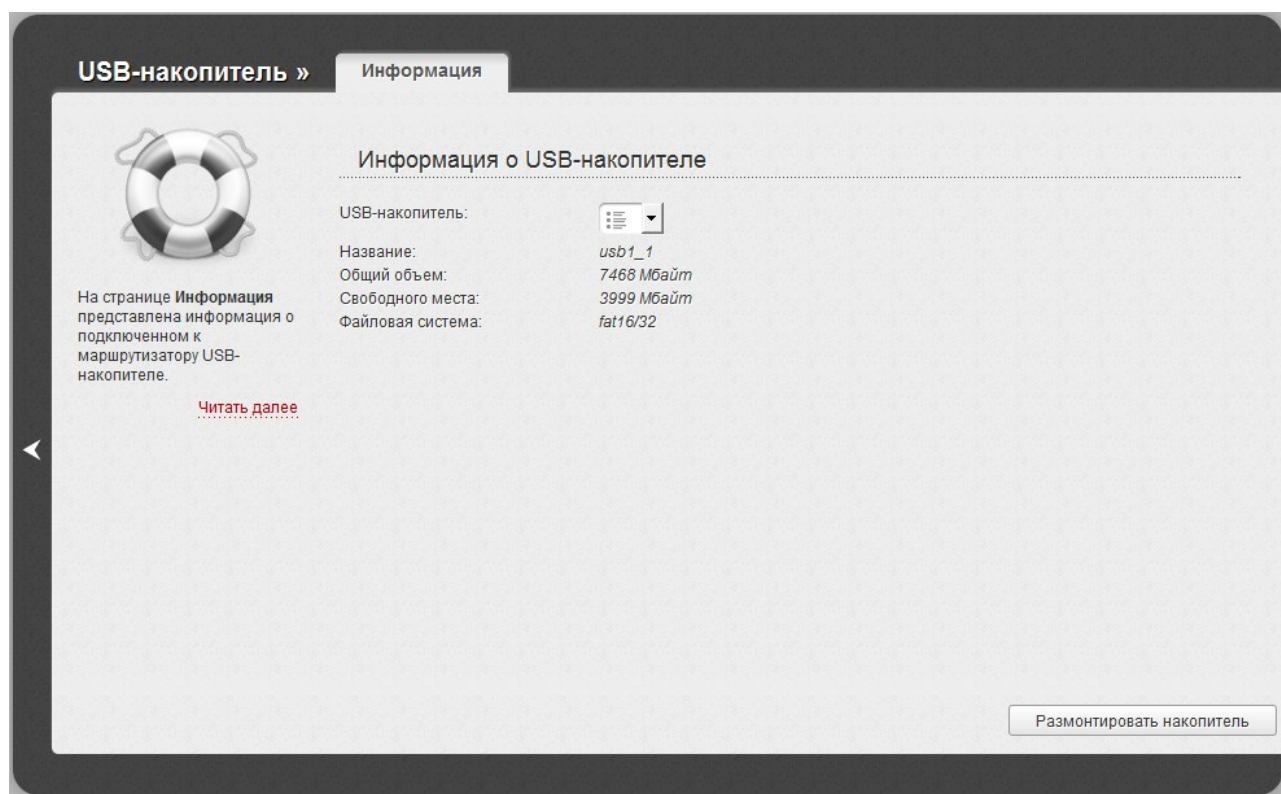 USB-накопитель »
Информация
Информация о USB-накопителе
USB-накопитель:
Название: usb1_1
Общий объем: 7468 Мбайт
Свободного места: 3999 Мбайт
Файловая система: fat16/32
На странице Информация
представлена информация о
подключенном к
маршрутизатору USB-
накопителе.
Читать далее
Размонтировать накопитель